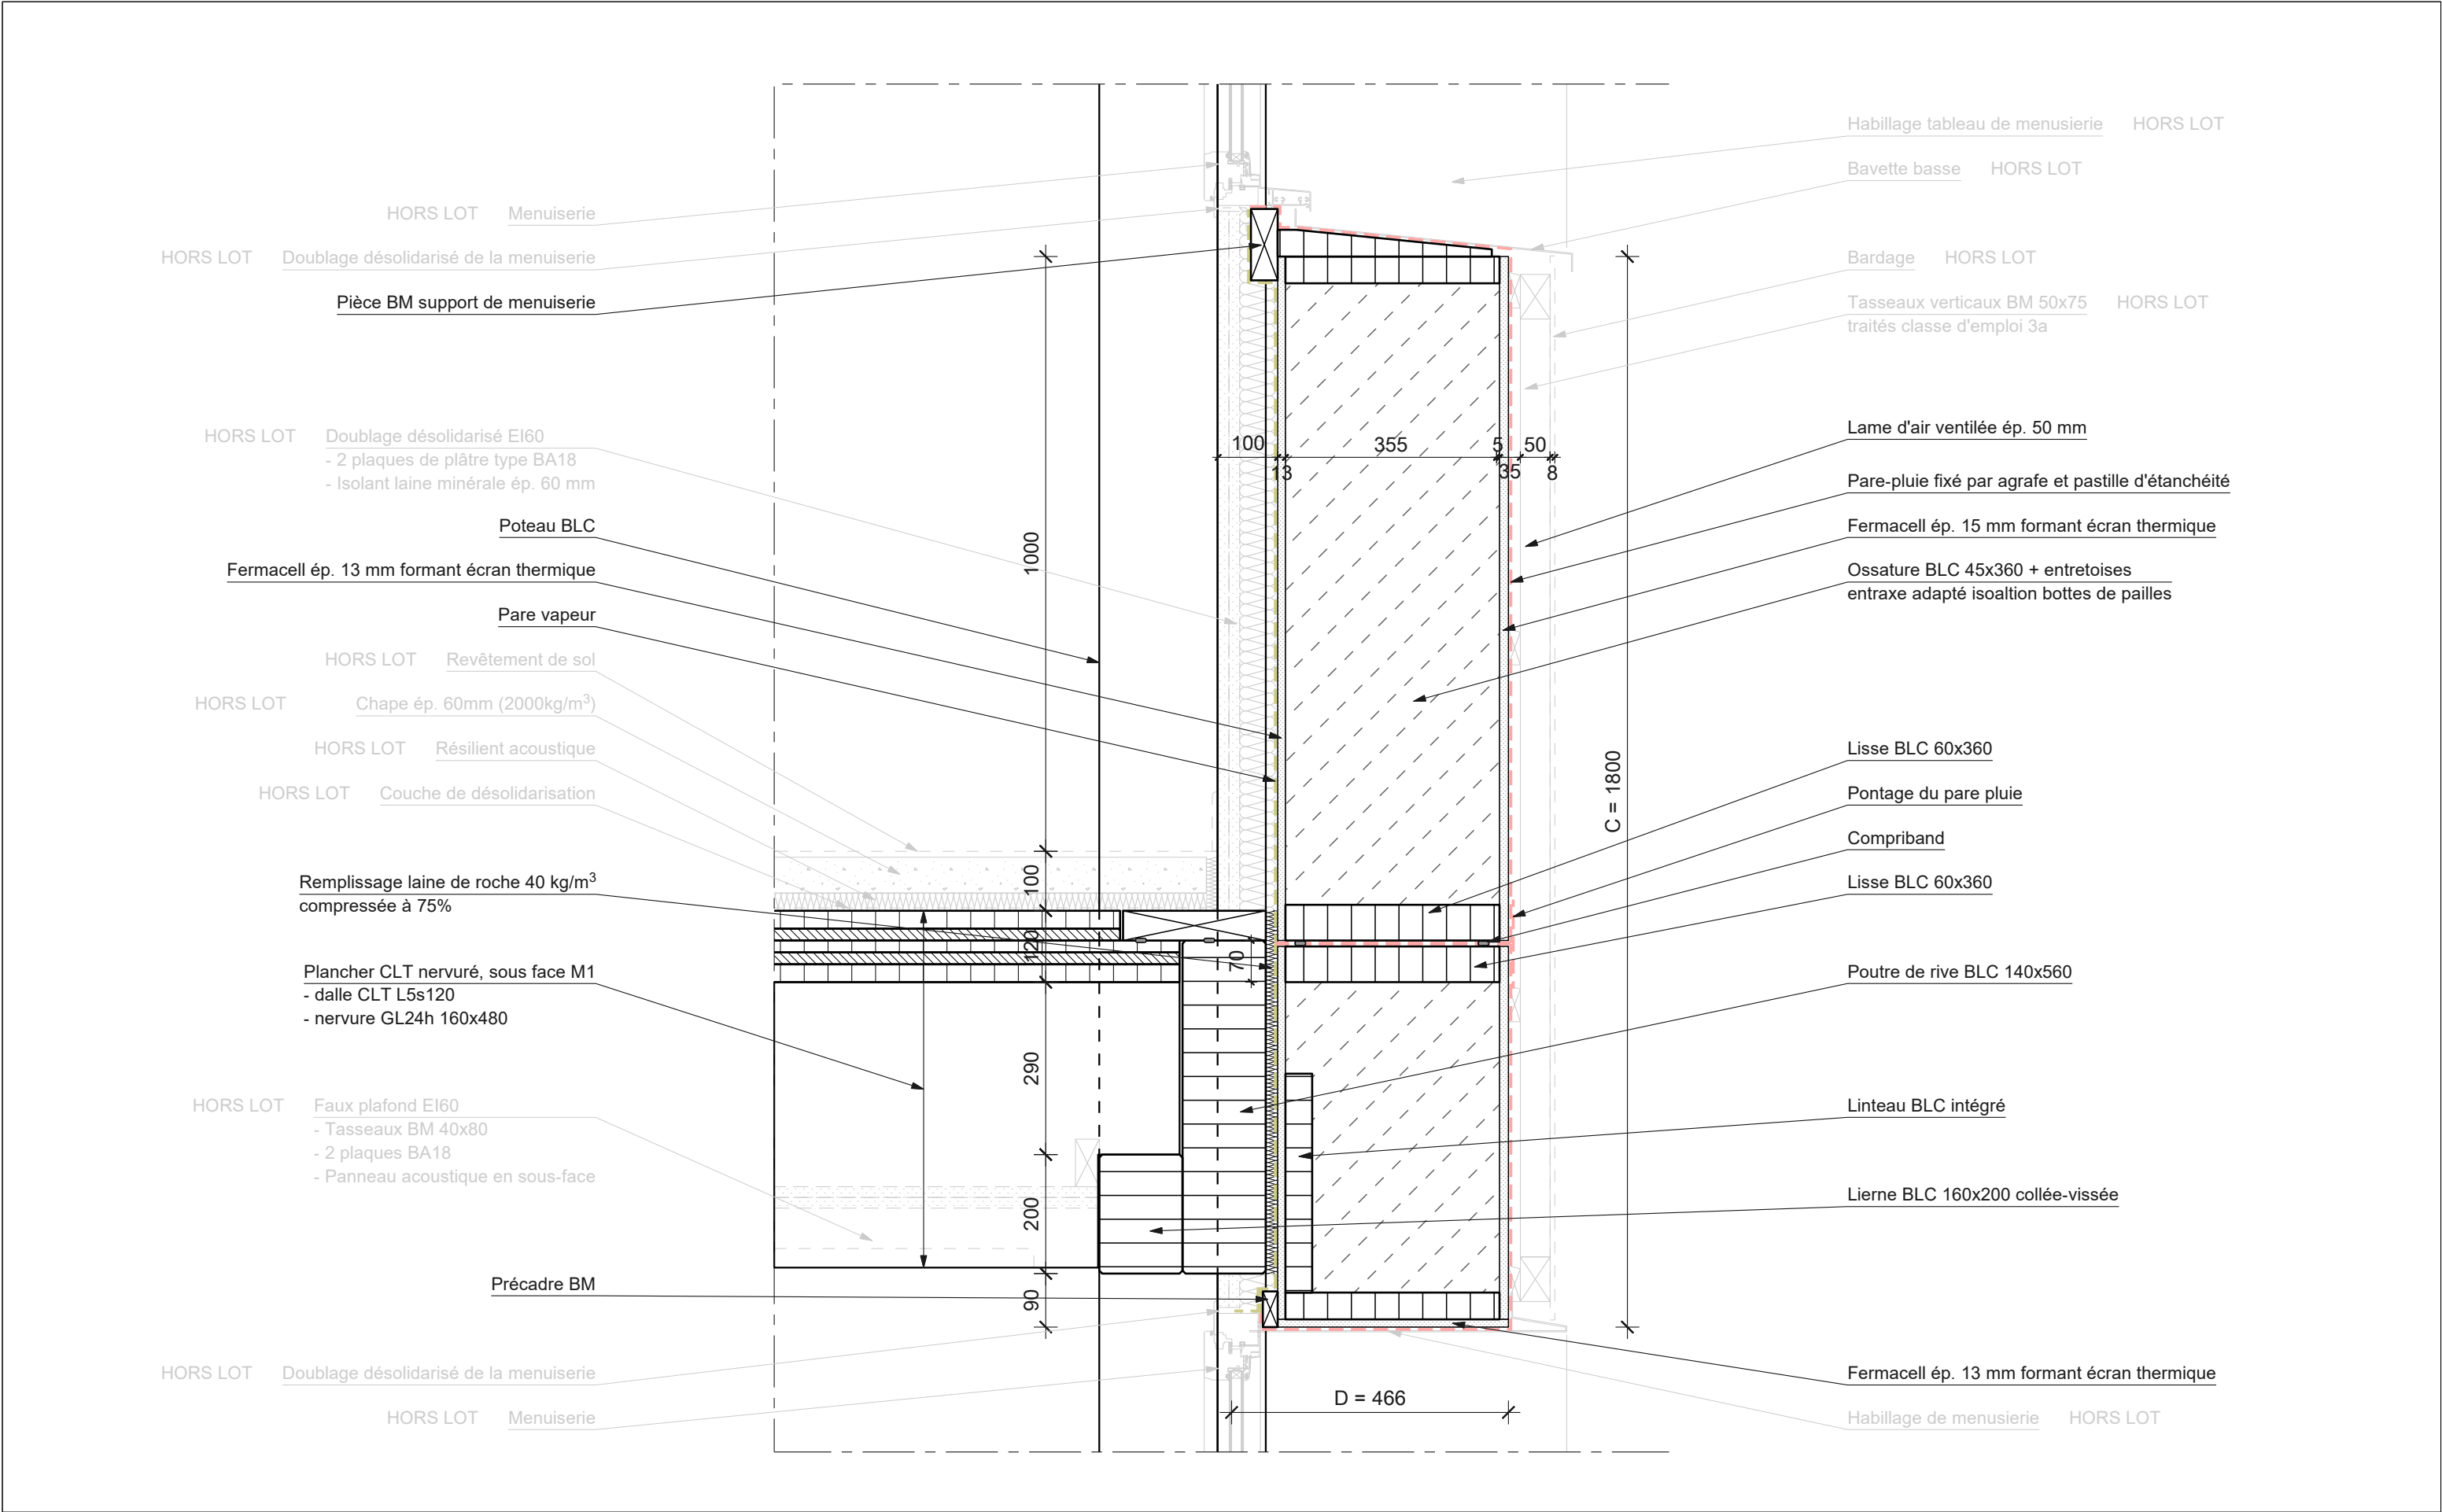 HORS LOT Menuiserie
HORS LOT Doublage désolidarisé de la menuiserie
Pièce BM support de menuiserie
HORS LOT Doublage désolidarisé EI60
- 2 plaques de plâtre type BA18
- Isolant laine minérale ép. 60 mm
Poteau BLC
Fermacell ép. 13 mm formant écran thermique
Pare vapeur
HORS LOT Revêtement de sol
HORS LOT Chape ép. 60mm (2000kg/m³)
HORS LOT Résilient acoustique
HORS LOT Couche de désolidarisation
Remplissage laine de roche 40 kg/m³
compressée à 75%
Plancher CLT nervuré, sous face M1
- dalle CLT L5s120
- nervure GL24h 160x480
HORS LOT Faux plafond EI60
- Tasseaux BM 40x80
- 2 plaques BA18
- Panneau acoustique en sous-face
Précadre BM
HORS LOT Doublage désolidarisé de la menuiserie
HORS LOT Menuiserie
1000
100
120
290
200
90
70
100
13
355
5
35
50
8
C = 1800
D = 466
Habillage tableau de menusierie HORS LOT
Bavette basse HORS LOT
Bardage HORS LOT
Tasseaux verticaux BM 50x75 HORS LOT
traités classe d'emploi 3a
Lame d'air ventilée ép. 50 mm
Pare-pluie fixé par agrafe et pastille d'étanchéité
Fermacell ép. 15 mm formant écran thermique
Ossature BLC 45x360 + entretoises
entraxe adapté isoaltion bottes de pailles
Lisse BLC 60x360
Pontage du pare pluie
Compriband
Lisse BLC 60x360
Poutre de rive BLC 140x560
Linteau BLC intégré
Lierne BLC 160x200 collée-vissée
Fermacell ép. 13 mm formant écran thermique
Habillage de menusierie HORS LOT